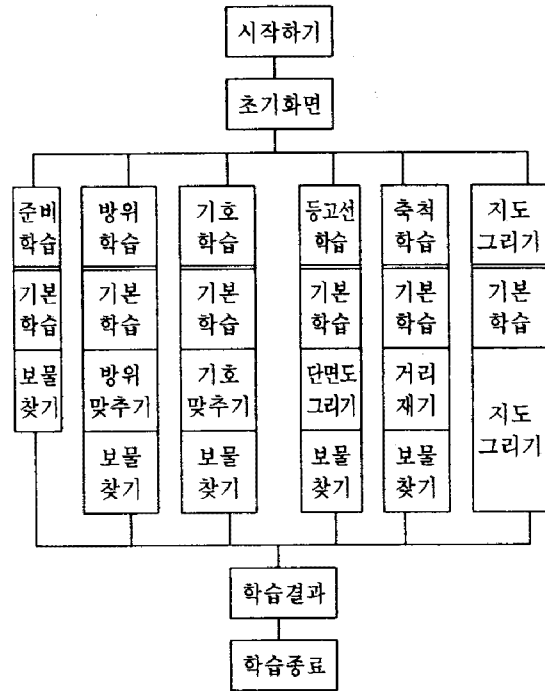 시작하기
초기화면
준비
학습
기본
학습
보물
찾기
방위
학습
기본
학습
방위
맞추기
보물
찾기
기호
학습
기본
학습
기호
맞추기
보물
찾기
등고선
학습
기본
학습
단면도
그리기
보물
찾기
축척
학습
기본
학습
거리
재기
보물
찾기
지도
그리기
기본
학습
지도
그리기
학습결과
학습종료